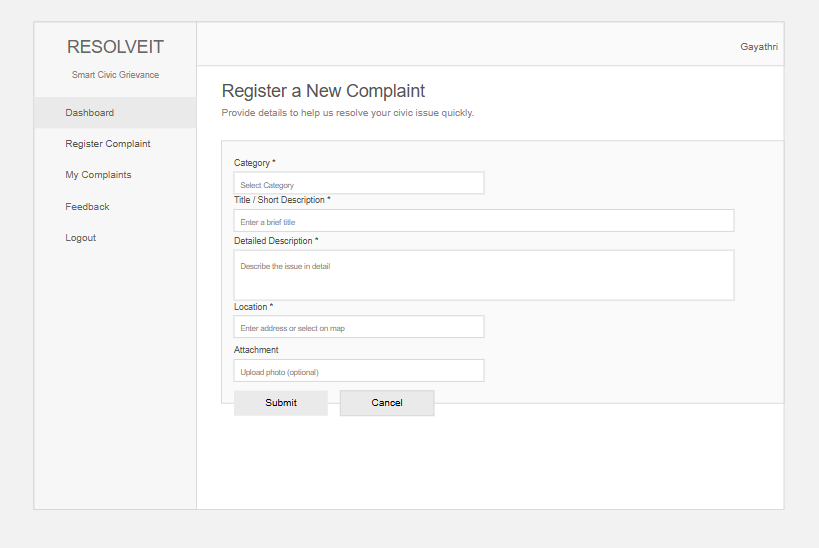 RESOLVEIT
Smart Civic Grievance
Dashboard
Register Complaint
My Complaints
Feedback
Logout
Gayathri
Register a New Complaint
Provide details to help us resolve your civic issue quickly.
Category *
Select Category
Title / Short Description *
Enter a brief title
Detailed Description *
Describe the issue in detail
Location *
Enter address or select on map
Attachment
Upload photo (optional)
Submit Cancel